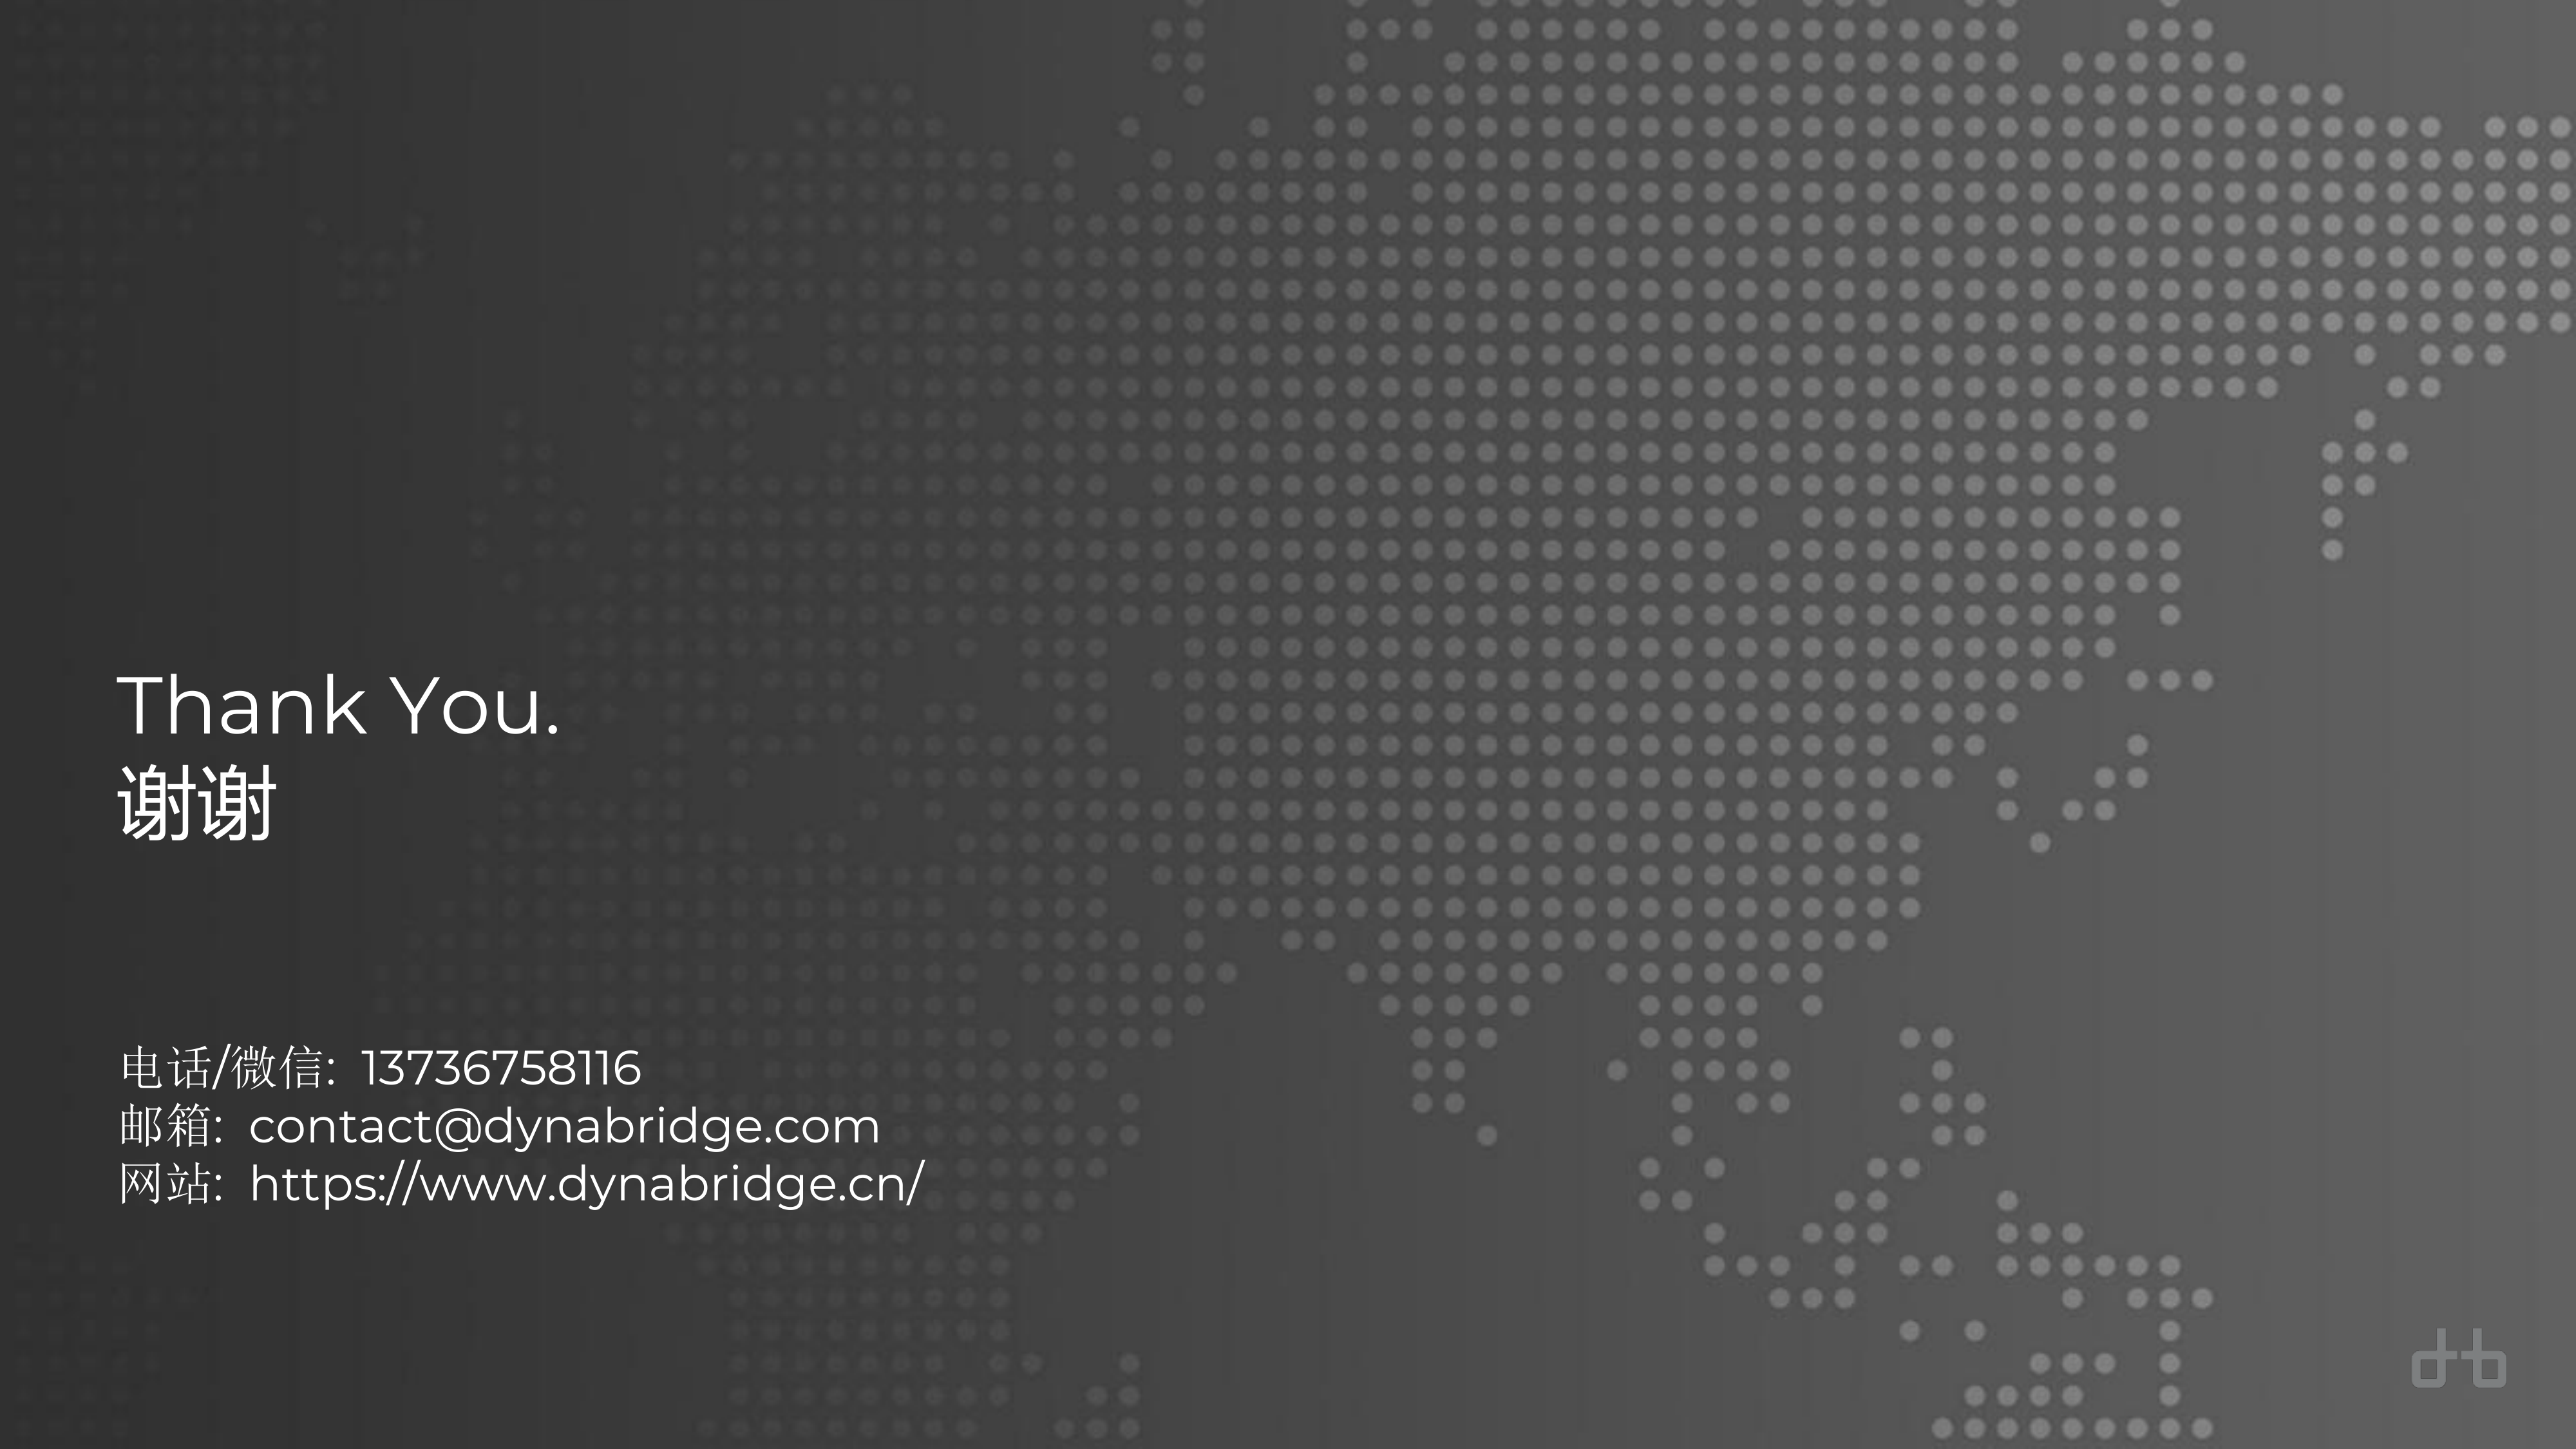 Thank You.
谢谢
电话/微信: 13736758116
邮箱: contact@dynabridge.com
网站: https://www.dynabridge.cn/
db